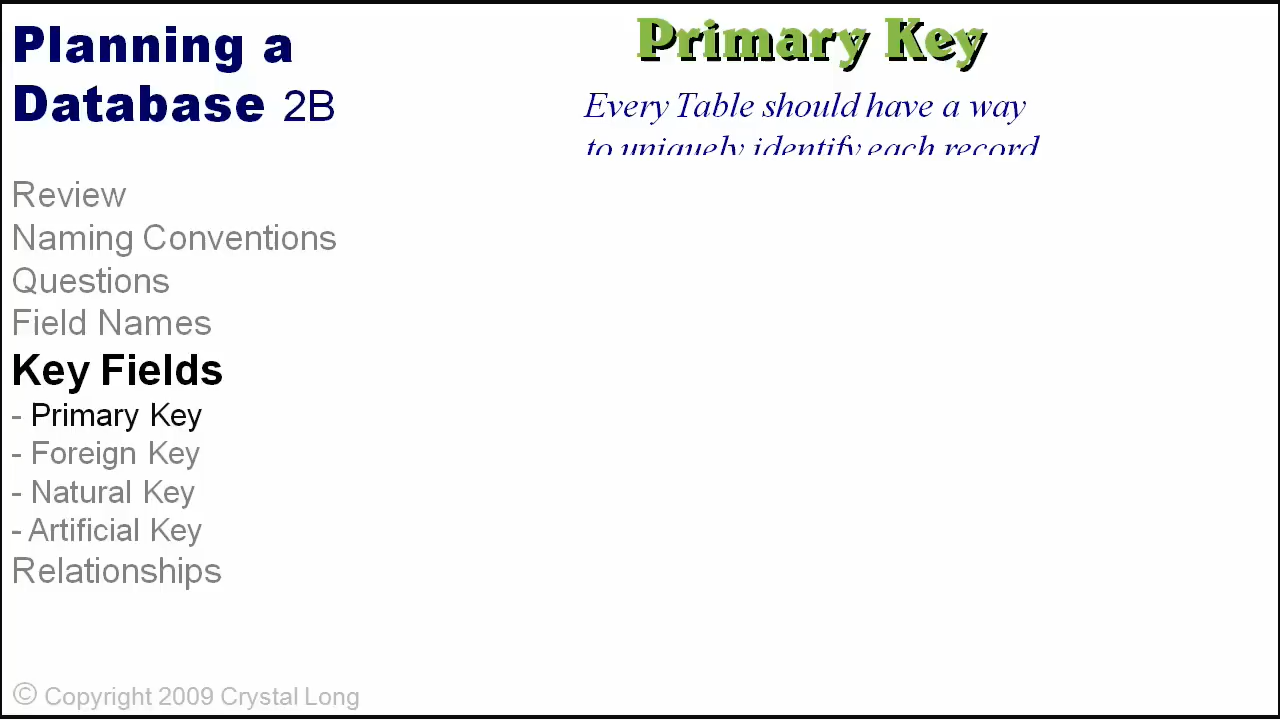 Planning a
Database 2B
Review
Naming Conventions
Questions
Field Names
Key Fields
- Primary Key
- Foreign Key
- Natural Key
- Artificial Key
Relationships
© Copyright 2009 Crystal Long
Primary Key
Every Table should have a way
to uniquely identify each record